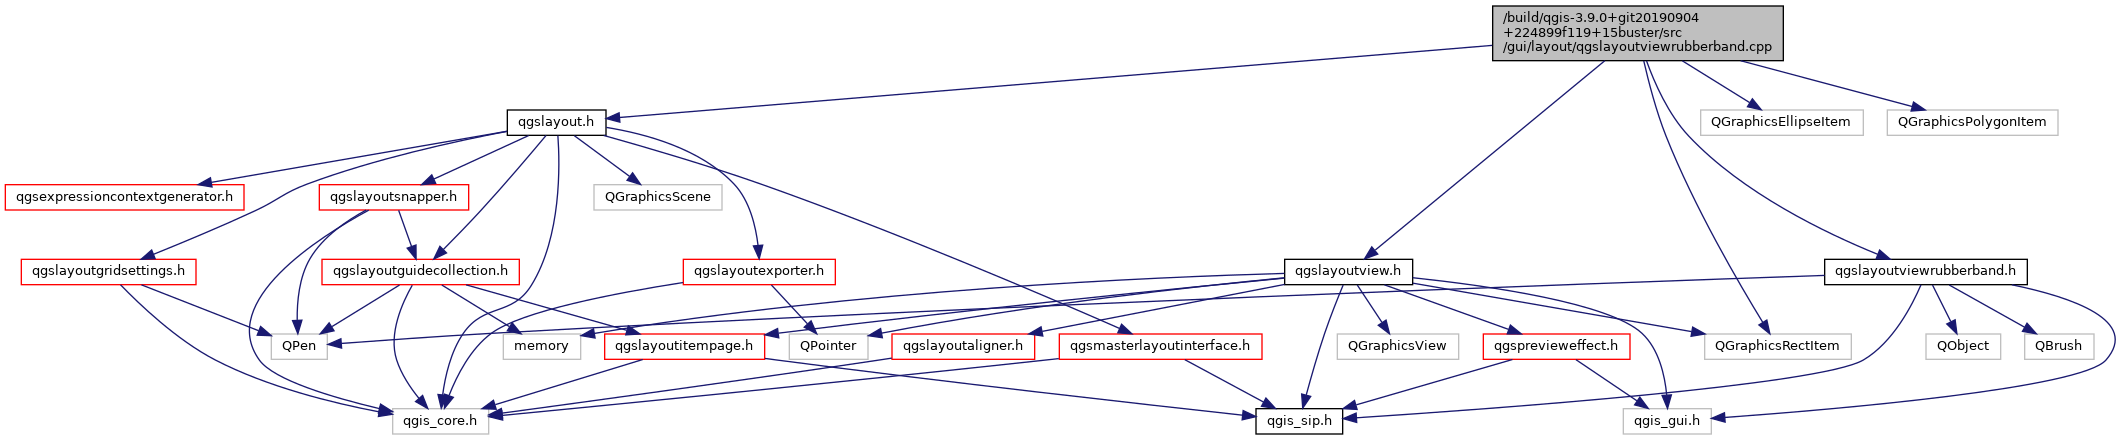 /build/qgis-3.9.0+git20190904
+224899f119+15buster/src
/gui/layout/qgslayoutviewrubberband.cpp
qgslayout.h
QGraphicsEllipseItem
QGraphicsPolygonItem
qgsexpressioncontextgenerator.h
qgslayoutsnapper.h
QGraphicsScene
qgslayoutgridsettings.h
qgslayoutguidecollection.h
qgslayoutexporter.h
qgslayoutview.h
qgslayoutviewrubberband.h
QPen
memory
qgslayoutitempage.h
QPointer
qgslayoutaligner.h
qgsmasterlayoutinterface.h
QGraphicsView
qgsprevieweffect.h
QGraphicsRectItem
QObject
QBrush
qgis_core.h
qgis_sip.h
qgis_gui.h